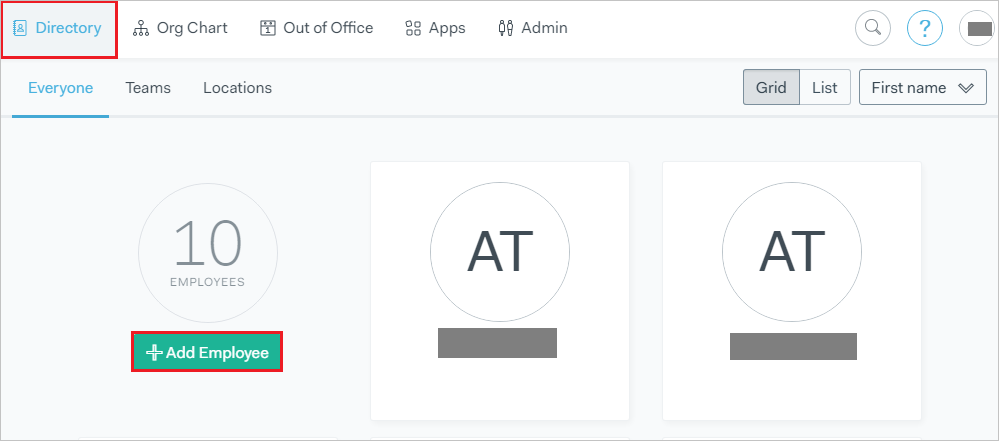 Directory Org Chart Out of Office Apps Admin ?
Everyone Teams Locations Grid List First name
10
EMPLOYEES
Add Employee
AT
AT